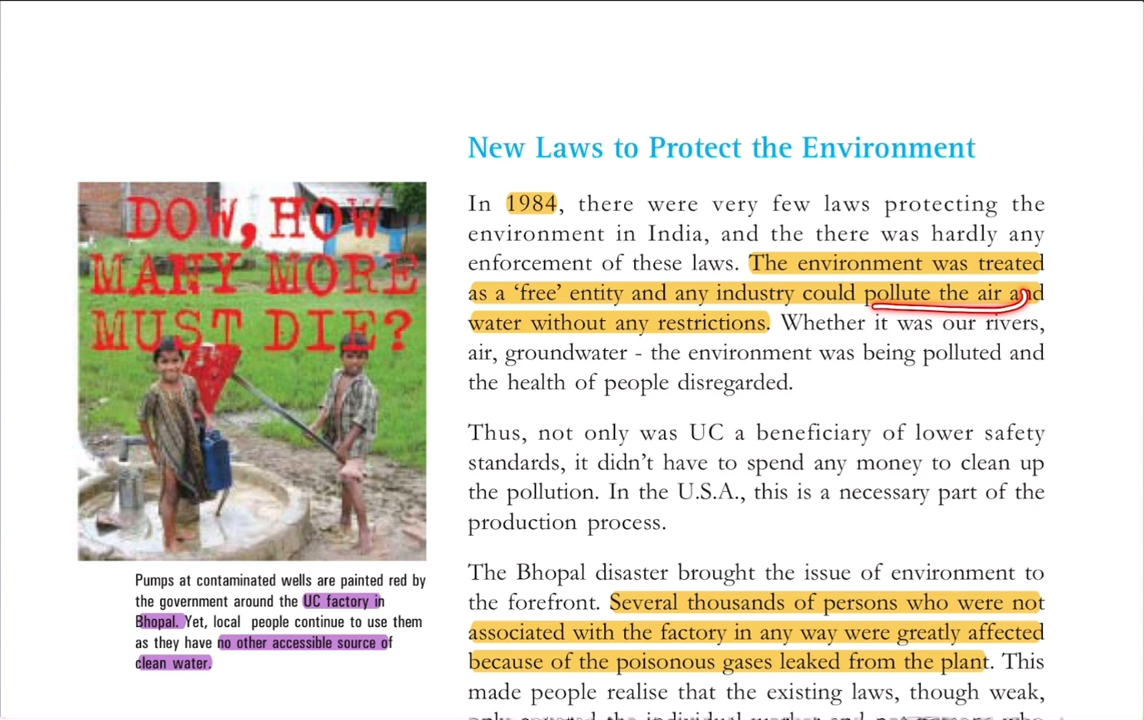 New Laws to Protect the Environment
DOW, HOW
MANY MORE
MUST DIE?
In 1984, there were very few laws protecting the
environment in India, and the there was hardly any
enforcement of these laws. The environment was treated
as a ‘free’ entity and any industry could pollute the air and
water without any restrictions. Whether it was our rivers,
air, groundwater - the environment was being polluted and
the health of people disregarded.
Thus, not only was UC a beneficiary of lower safety
standards, it didn’t have to spend any money to clean up
the pollution. In the U.S.A., this is a necessary part of the
production process.
Pumps at contaminated wells are painted red by
the government around the UC factory in
Bhopal. Yet, local people continue to use them
as they have no other accessible source of
clean water.
The Bhopal disaster brought the issue of environment to
the forefront. Several thousands of persons who were not
associated with the factory in any way were greatly affected
because of the poisonous gases leaked from the plant. This
made people realise that the existing laws, though weak,